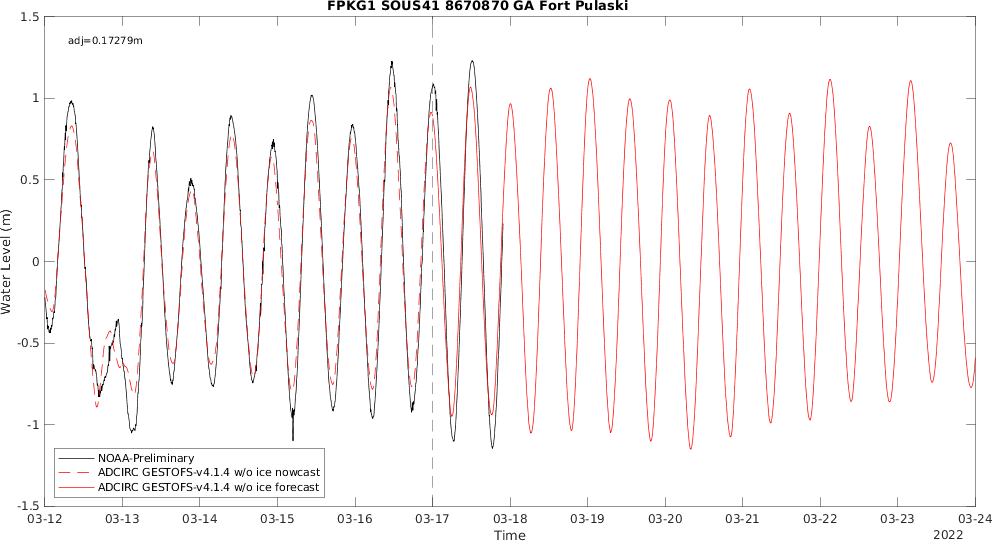 FPKG1 SOUS41 8670870 GA Fort Pulaski
adj=0.17279m
1.5
1
0.5
0
-0.5
-1
-1.5
Water Level (m)
NOAA-Preliminary
ADCIRC GESTOFS-v4.1.4 w/o ice nowcast
ADCIRC GESTOFS-v4.1.4 w/o ice forecast
03-12 03-13 03-14 03-15 03-16 03-17 03-18 03-19 03-20 03-21 03-22 03-23 03-24
Time
2022